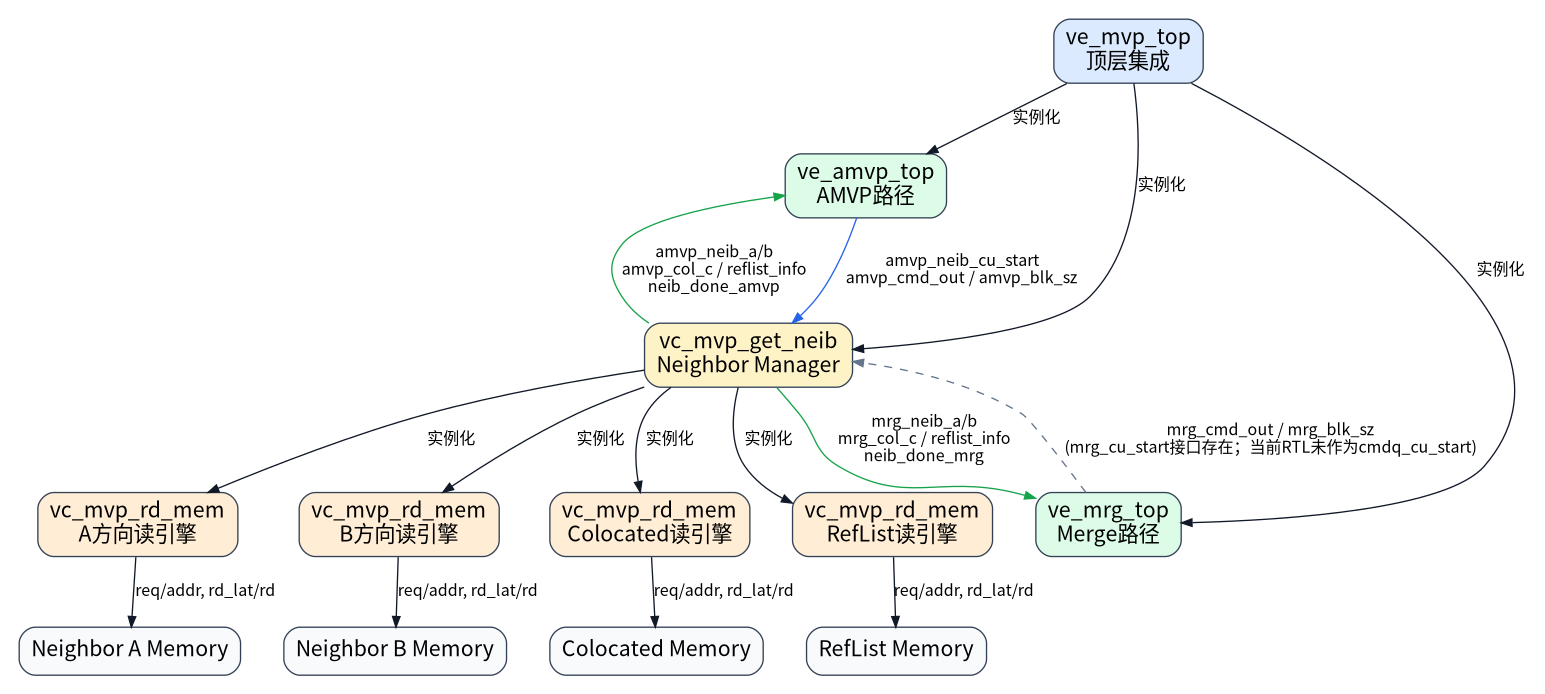 ve_mvp_top
顶层集成
实例化
ve_amvp_top
AMVP路径
实例化
实例化
amvp_neib_a/b
amvp_col_c / reflist_info
neib_done_amvp
amvp_neib_cu_start
amvp_cmd_out / amvp_blk_sz
vc_mvp_get_neib
Neighbor Manager
实例化
实例化
实例化
实例化
mrg_neib_a/b
mrg_col_c / reflist_info
neib_done_mrg
mrg_cmd_out / mrg_blk_sz
(mrg_cu_start接口存在；当前RTL未作为cmdq_cu_start)
vc_mvp_rd_mem
A方向读引擎
vc_mvp_rd_mem
B方向读引擎
vc_mvp_rd_mem
Colocated读引擎
vc_mvp_rd_mem
RefList读引擎
ve_mrg_top
Merge路径
req/addr, rd_lat/rd
req/addr, rd_lat/rd
req/addr, rd_lat/rd
req/addr, rd_lat/rd
Neighbor A Memory
Neighbor B Memory
Colocated Memory
RefList Memory